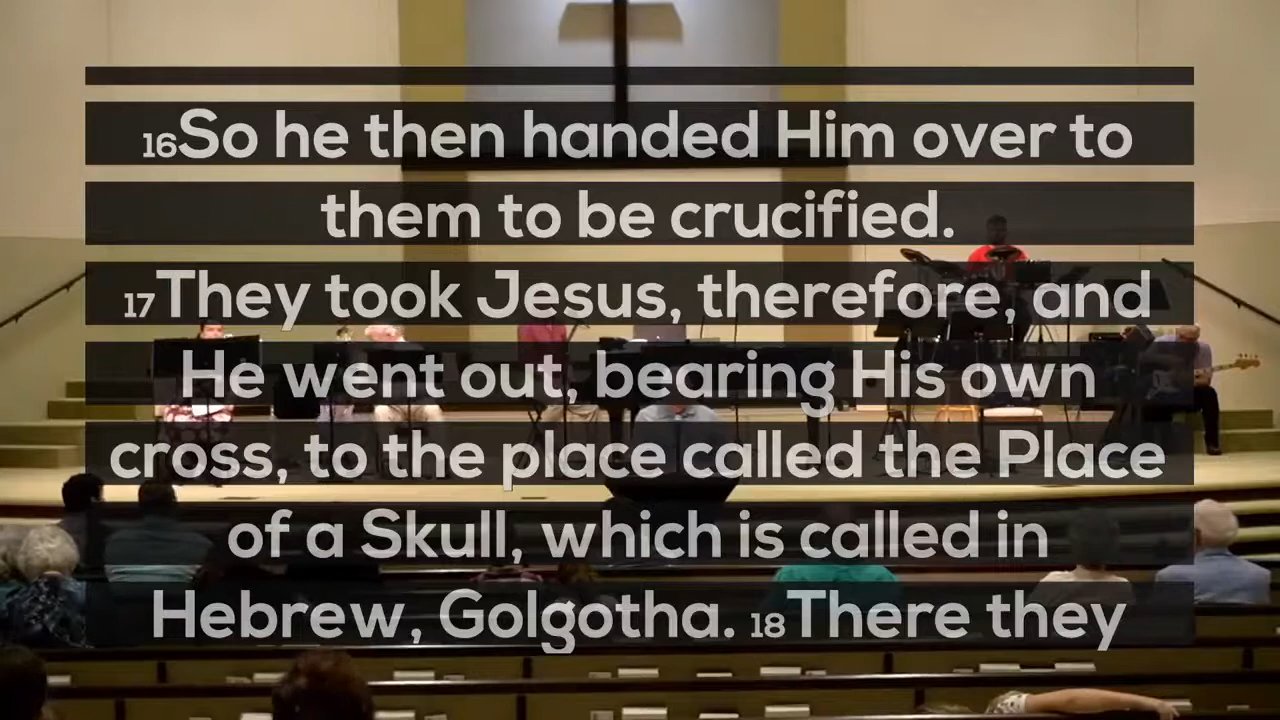 16So he then handed Him over to
them to be crucified.
17They took Jesus, therefore, and
He went out, bearing His own
cross, to the place called the Place
of a Skull, which is called in
Hebrew, Golgotha. 18There they